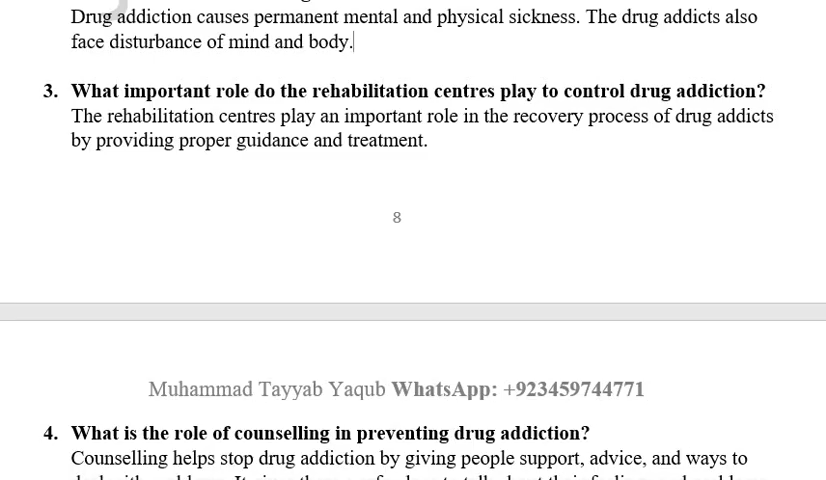 Drug addiction causes permanent mental and physical sickness. The drug addicts also
face disturbance of mind and body.
3. What important role do the rehabilitation centres play to control drug addiction?
The rehabilitation centres play an important role in the recovery process of drug addicts
by providing proper guidance and treatment.
8
Muhammad Tayyab Yaqub WhatsApp: +923459744771
4. What is the role of counselling in preventing drug addiction?
Counselling helps stop drug addiction by giving people support, advice, and ways to